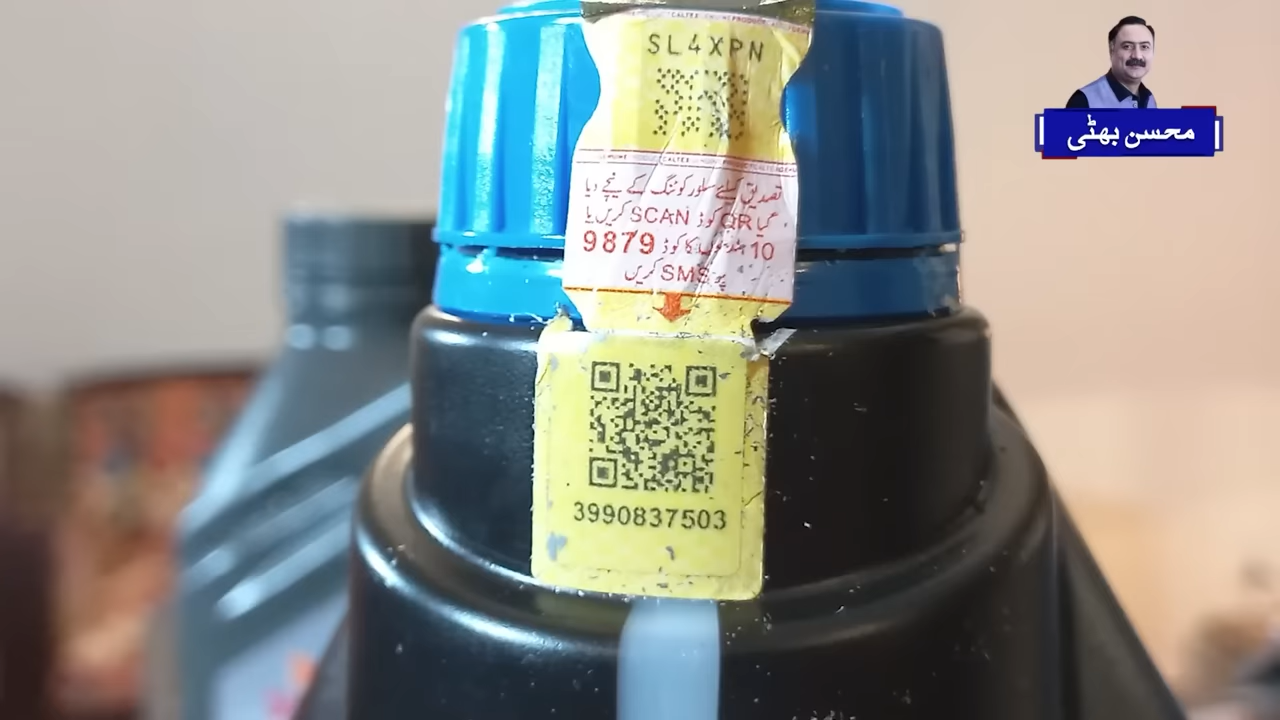 SL4XPN
تصدیق کیلئے سلور کوٹنگ کے نیچے دیا
گیا QR کوڈ SCAN کریں یا
10 ہندسوں کا کوڈ 9879
پر SMS کریں
3990837503
محسن بھٹی